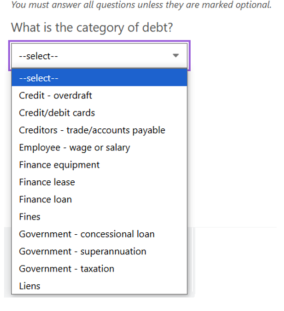 You must answer all questions unless they are marked optional.
What is the category of debt?
--select--
--select--
Credit - overdraft
Credit/debit cards
Creditors - trade/accounts payable
Employee - wage or salary
Finance equipment
Finance lease
Finance loan
Fines
Government - concessional loan
Government - superannuation
Government - taxation
Liens